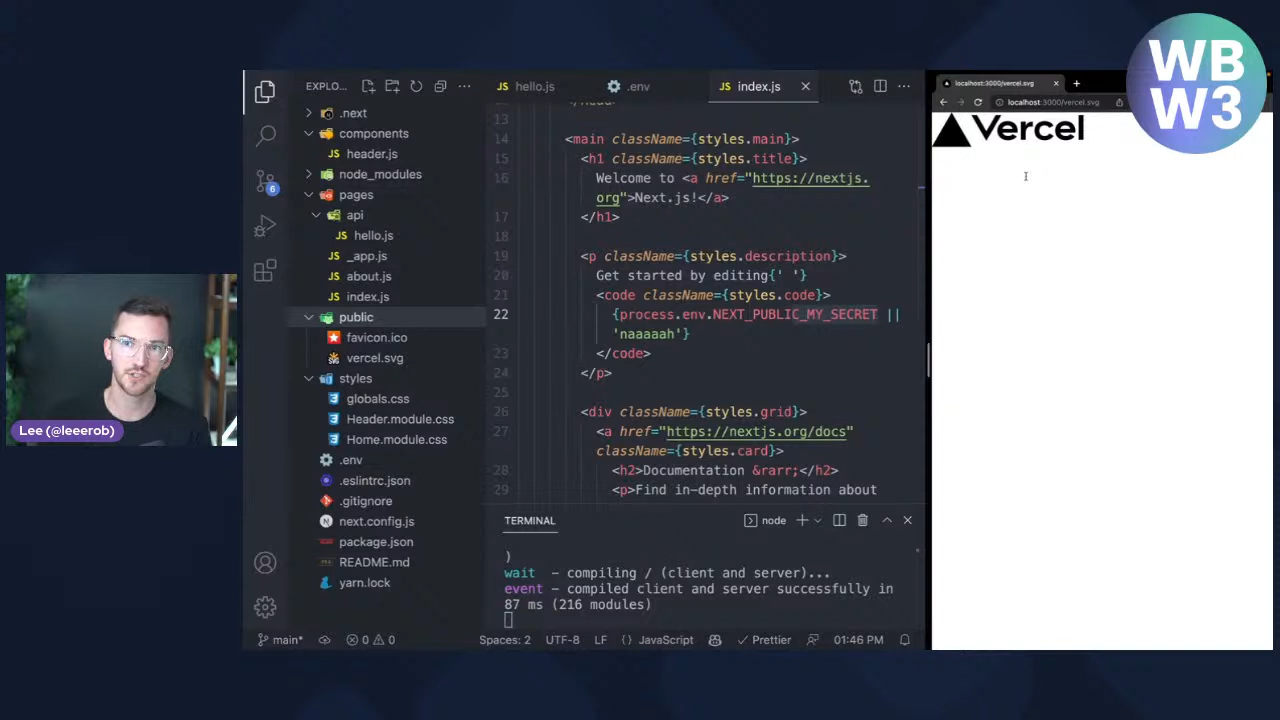 WB
W3
EXPLO...
hello.js
.env
index.js
.next
components
header.js
node_modules
pages
api
hello.js
_app.js
about.js
index.js
public
favicon.ico
vercel.svg
styles
globals.css
Header.module.css
Home.module.css
.env
.eslintrc.json
.gitignore
next.config.js
package.json
README.md
yarn.lock
6
13
14 <main className={styles.main}>
15 <h1 className={styles.title}>
16 Welcome to <a href="https://nextjs.
org">Next.js!</a>
17 </h1>
18
19 <p className={styles.description}>
20 Get started by editing{' '}
21 <code className={styles.code}>
22 {process.env.NEXT_PUBLIC_MY_SECRET ||
'naaaaah'}
23 </code>
24 </p>
25
26 <div className={styles.grid}>
27 <a href="https://nextjs.org/docs"
className={styles.card}>
28 <h2>Documentation &rarr;</h2>
29 <p>Find in-depth information about
TERMINAL
node
)
wait - compiling / (client and server)...
event - compiled client and server successfully in
87 ms (216 modules)
main*
0 0
Spaces: 2 UTF-8 LF {} JavaScript Prettier 01:46 PM
localhost:3000/vercel.svg
localhost:3000/vercel.svg
Vercel
Lee (@leeerob)